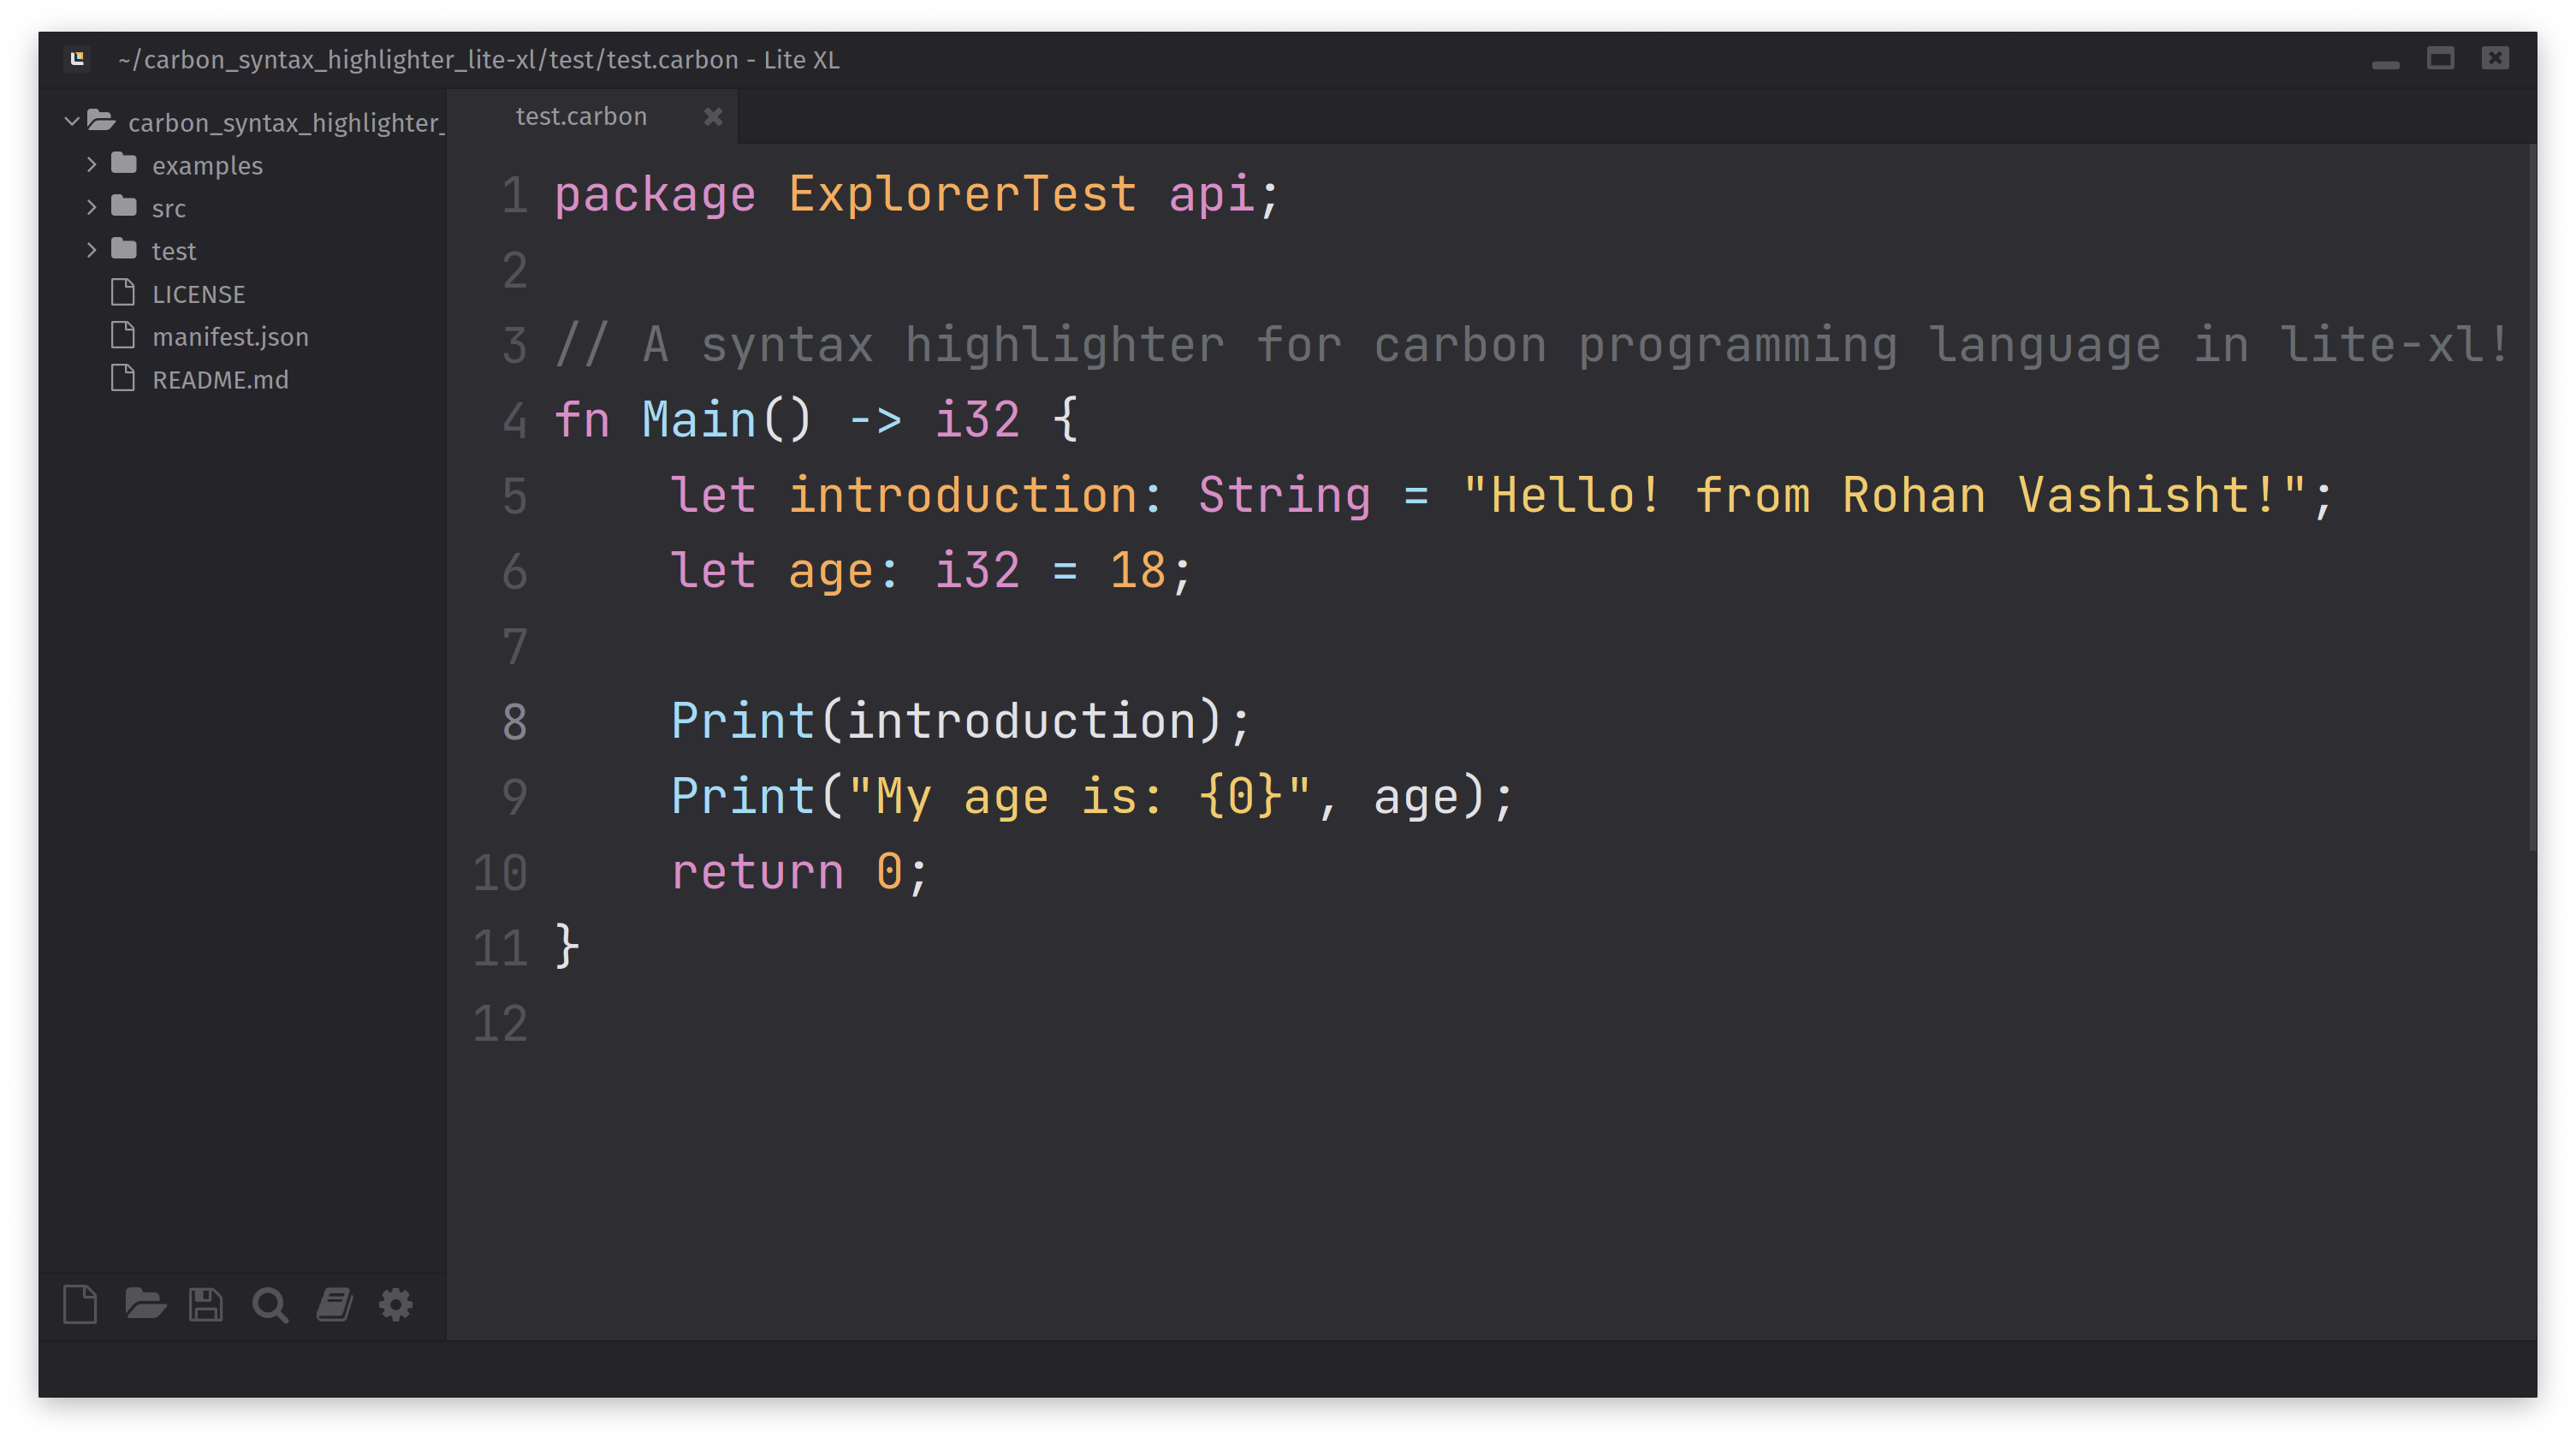 ~/carbon_syntax_highlighter_lite-xl/test/test.carbon - Lite XL
carbon_syntax_highlighter_
examples
src
test
LICENSE
manifest.json
README.md
test.carbon
1 package ExplorerTest api;
2
3 // A syntax highlighter for carbon programming language in lite-xl!
4 fn Main() -> i32 {
5     let introduction: String = "Hello! from Rohan Vashisht!";
6     let age: i32 = 18;
7
8     Print(introduction);
9     Print("My age is: {0}", age);
10     return 0;
11 }
12